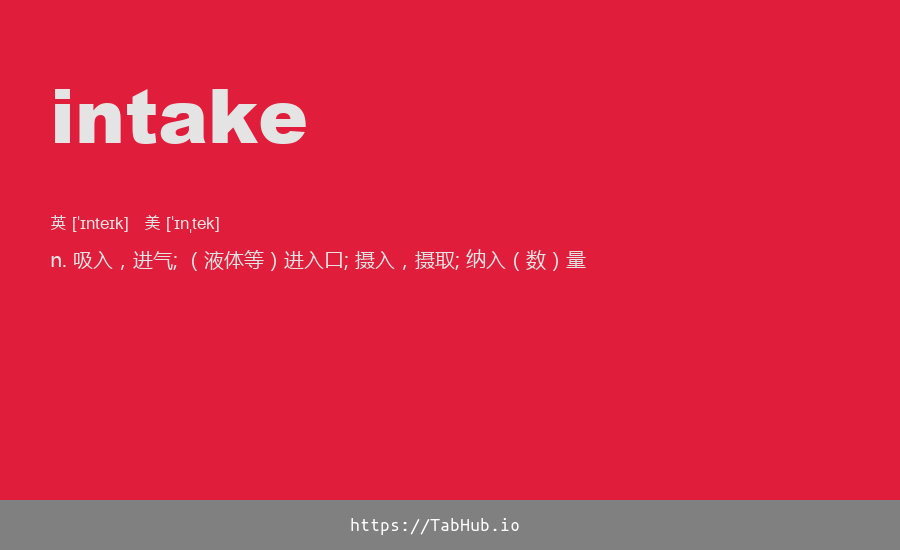 intake
英 [ˈɪnteɪk] 美 [ˈɪnˌtek]
n. 吸入，进气; （液体等）进入口; 摄入，摄取; 纳入（数）量
https://TabHub.io